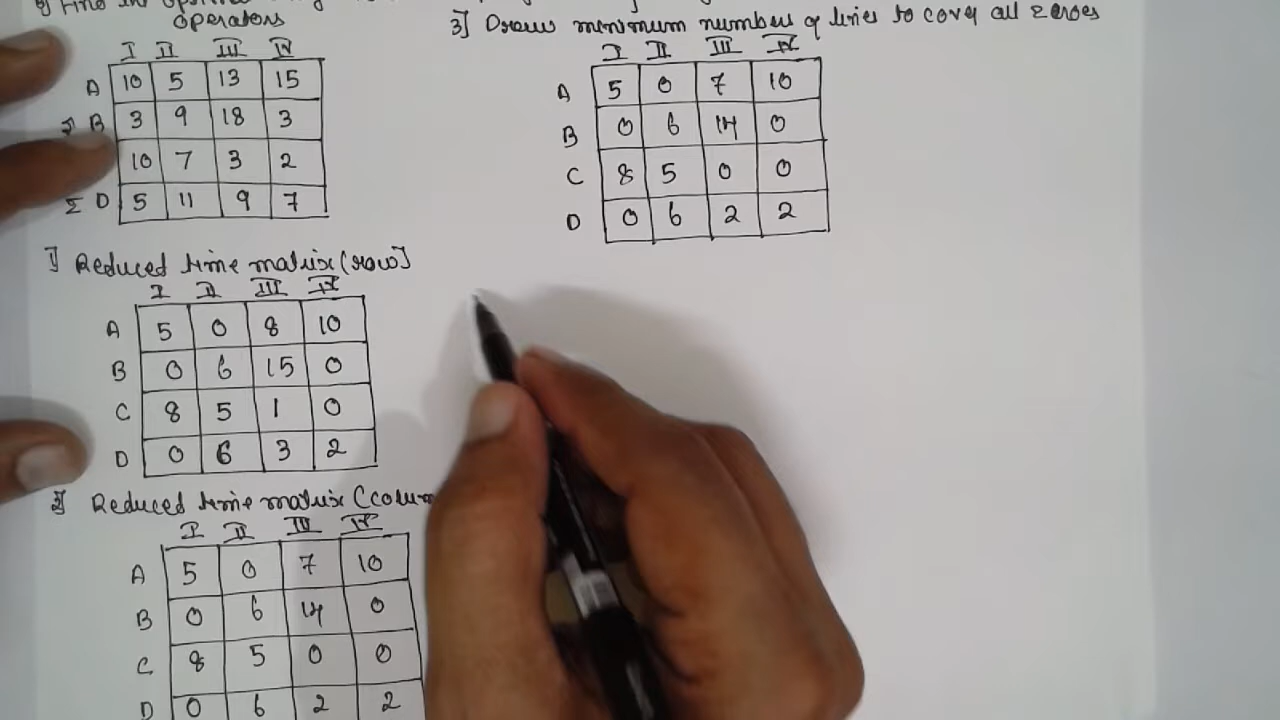 operators
I II III IV
A 10 5 13 15
B 3 9 18 3
10 7 3 2
D 5 11 9 7
1] Reduced time matrix (row]
I II III IV
A 5 0 8 10
B 0 6 15 0
C 8 5 1 0
D 0 6 3 2
2] Reduced time matrix (colum
I II III IV
A 5 0 7 10
B 0 6 14 0
C 8 5 0 0
D 0 6 2 2
3] Draw minimum number of lines to cover all zeroes
I II III IV
A 5 0 7 10
B 0 6 14 0
C 8 5 0 0
D 0 6 2 2